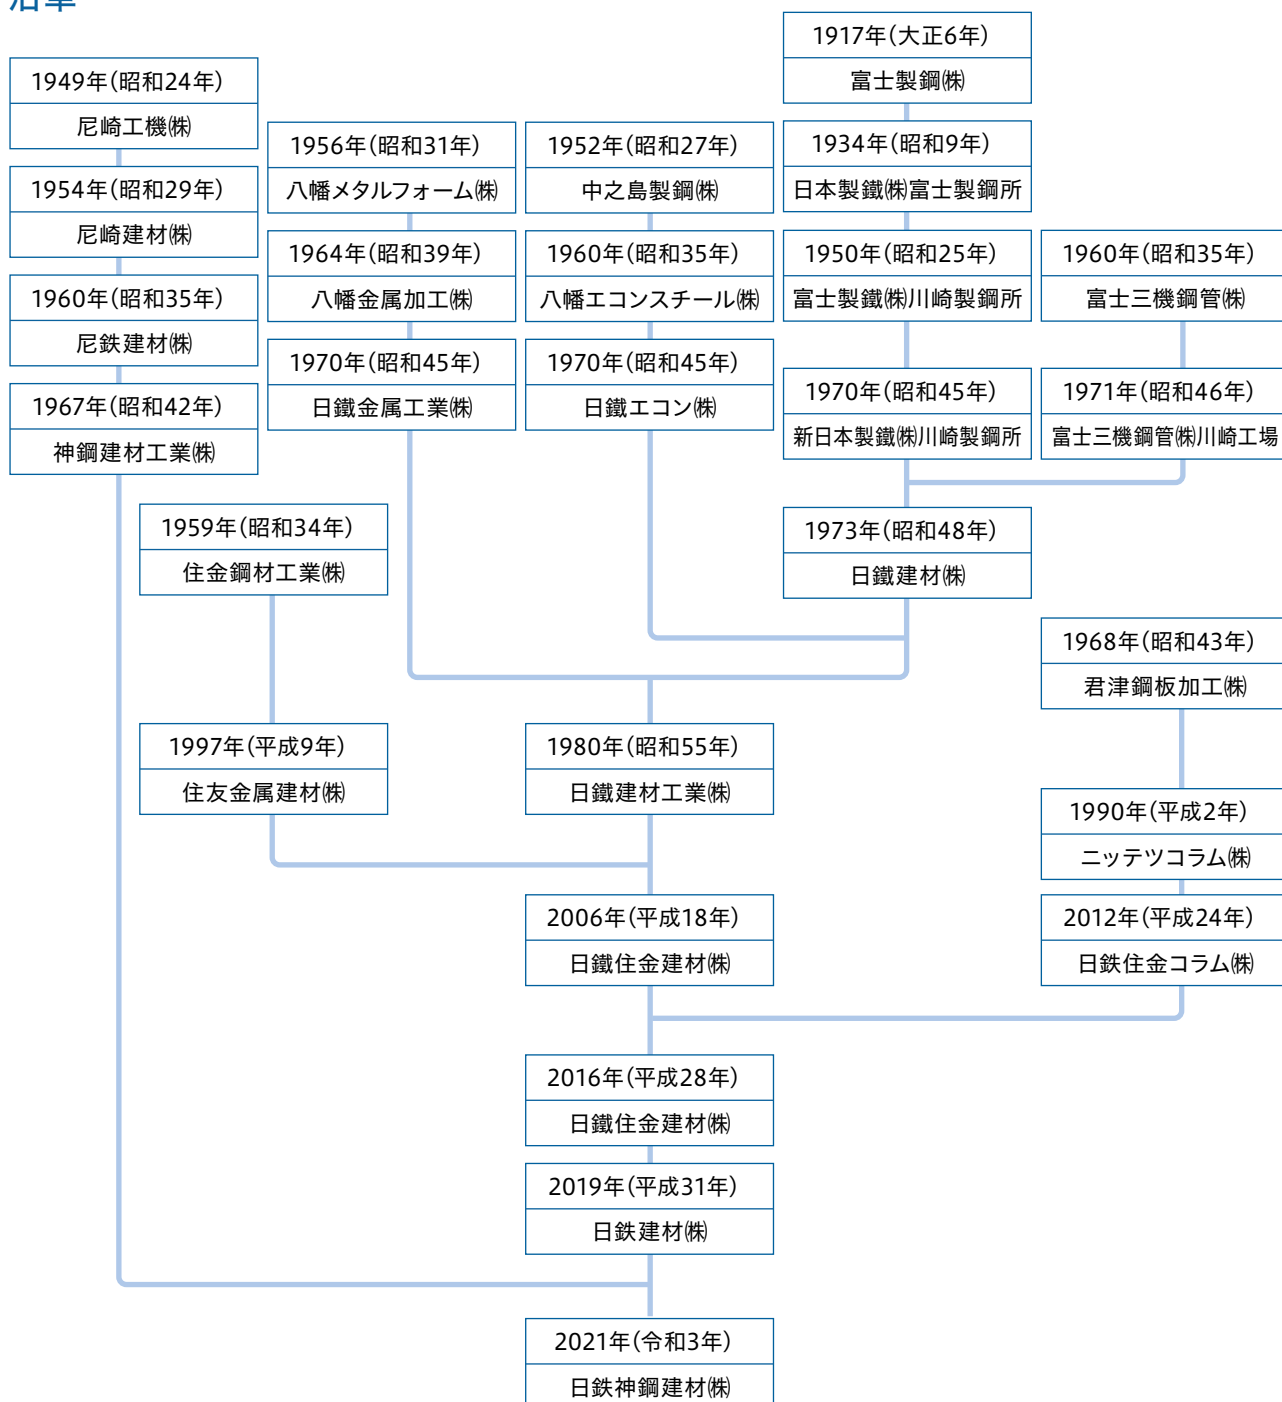 沿革
1917年(大正6年)
富士製鋼㈱
1949年(昭和24年)
尼崎工機㈱
1956年(昭和31年)
八幡メタルフォーム㈱
1952年(昭和27年)
中之島製鋼㈱
1934年(昭和9年)
日本製鐵㈱富士製鋼所
1954年(昭和29年)
尼崎建材㈱
1964年(昭和39年)
八幡金属加工㈱
1960年(昭和35年)
八幡エコンスチール㈱
1950年(昭和25年)
富士製鐵㈱川崎製鋼所
1960年(昭和35年)
富士三機鋼管㈱
1960年(昭和35年)
尼鉄建材㈱
1970年(昭和45年)
日鐵金属工業㈱
1970年(昭和45年)
日鐵エコン㈱
1970年(昭和45年)
新日本製鐵㈱川崎製鋼所
1971年(昭和46年)
富士三機鋼管㈱川崎工場
1967年(昭和42年)
神鋼建材工業㈱
1959年(昭和34年)
住金鋼材工業㈱
1973年(昭和48年)
日鐵建材㈱
1968年(昭和43年)
君津鋼板加工㈱
1997年(平成9年)
住友金属建材㈱
1980年(昭和55年)
日鐵建材工業㈱
1990年(平成2年)
ニッテツコラム㈱
2006年(平成18年)
日鐵住金建材㈱
2012年(平成24年)
日鉄住金コラム㈱
2016年(平成28年)
日鐵住金建材㈱
2019年(平成31年)
日鉄建材㈱
2021年(令和3年)
日鉄神鋼建材㈱